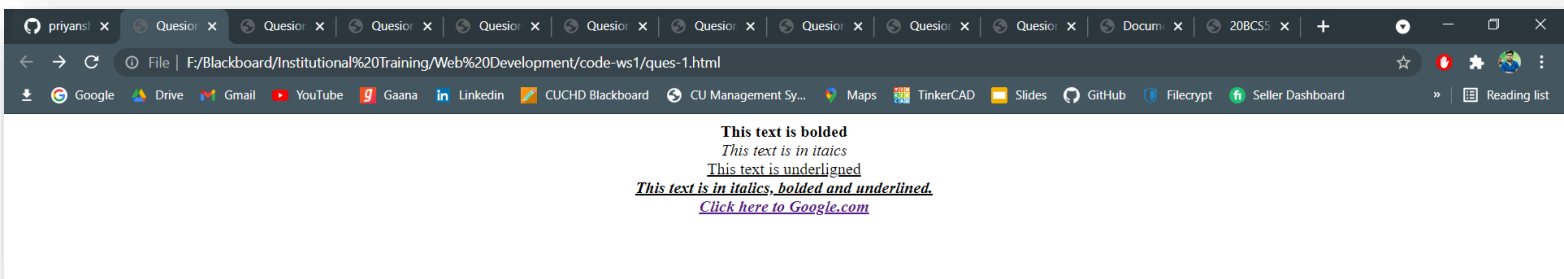 priyansl
Quesion
Quesion
Quesion
Quesion
Quesion
Quesion
Quesion
Quesion
Quesion
Docum
20BCS5
File | F:/Blackboard/Institutional%20Training/Web%20Development/code-ws1/ques-1.html
Google Drive Gmail YouTube Gaana Linkedin CUCHD Blackboard CU Management Sy... Maps TinkerCAD Slides GitHub Filecrypt Seller Dashboard » Reading list
This text is bolded
This text is in itaics
This text is underligned
This text is in italics, bolded and underlined.
Click here to Google.com